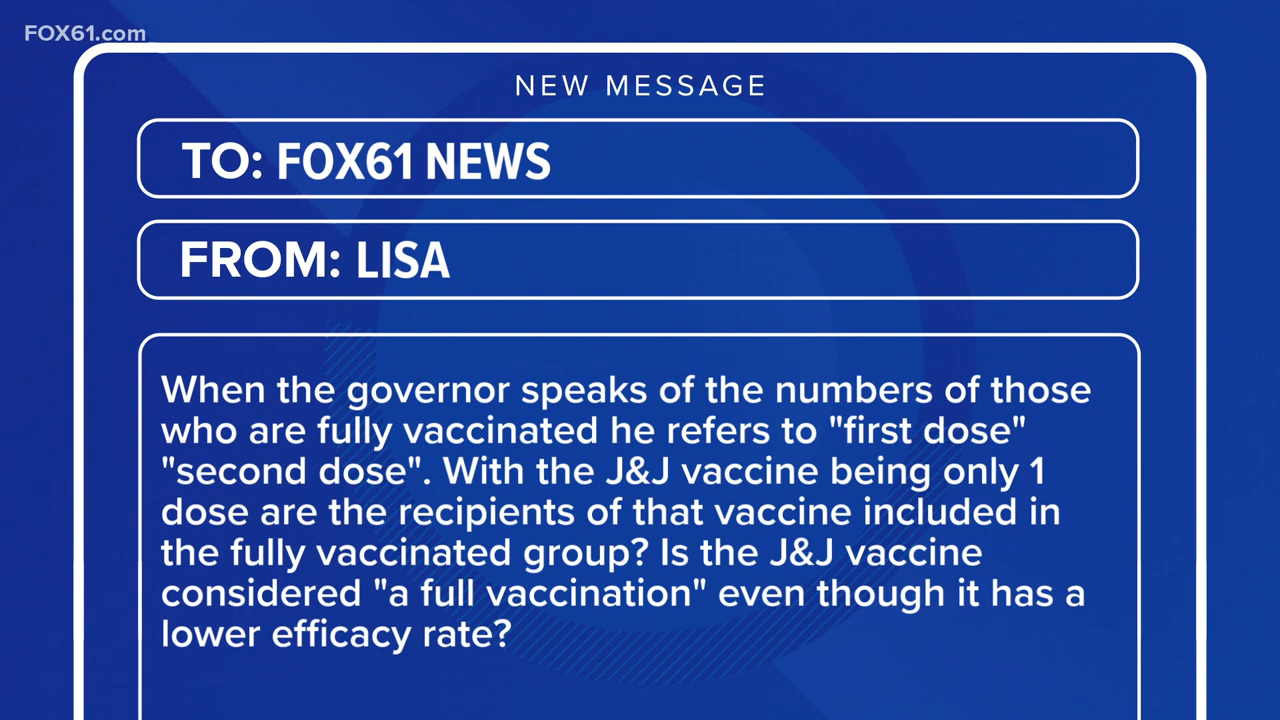 FOX61.com
NEW MESSAGE
TO: FOX61 NEWS
FROM: LISA
When the governor speaks of the numbers of those
who are fully vaccinated he refers to "first dose"
"second dose". With the J&J vaccine being only 1
dose are the recipients of that vaccine included in
the fully vaccinated group? Is the J&J vaccine
considered "a full vaccination" even though it has a
lower efficacy rate?